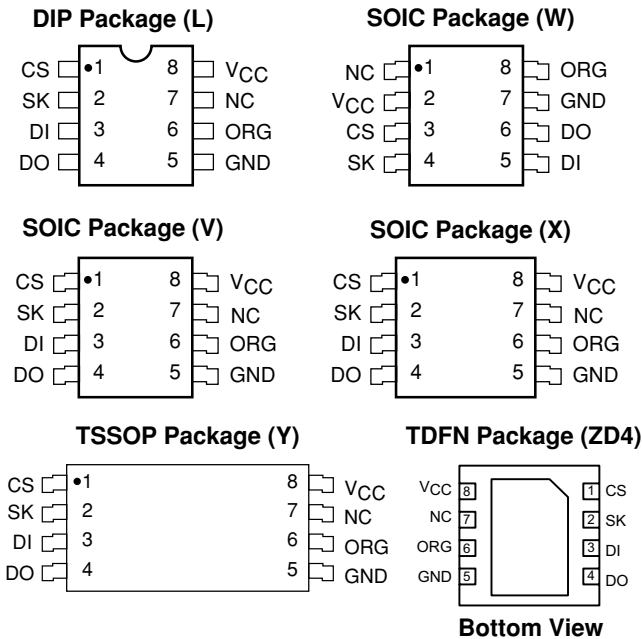 DIP Package (L)
CS •1 8 VCC
SK 2 7 NC
DI 3 6 ORG
DO 4 5 GND
SOIC Package (W)
NC •1 8 ORG
VCC 2 7 GND
CS 3 6 DO
SK 4 5 DI
SOIC Package (V)
CS •1 8 VCC
SK 2 7 NC
DI 3 6 ORG
DO 4 5 GND
SOIC Package (X)
CS •1 8 VCC
SK 2 7 NC
DI 3 6 ORG
DO 4 5 GND
TSSOP Package (Y)
CS •1 8 VCC
SK 2 7 NC
DI 3 6 ORG
DO 4 5 GND
TDFN Package (ZD4)
VCC 8 1 CS
NC 7 2 SK
ORG 6 3 DI
GND 5 4 DO
Bottom View